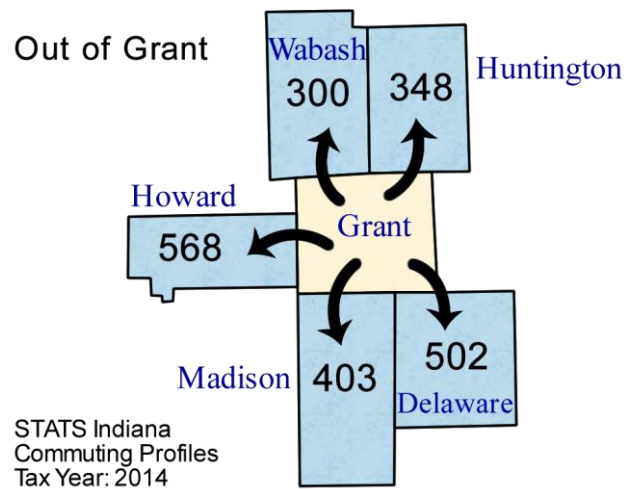 Out of Grant
Wabash
300
348
Huntington
Howard
568
Grant
Madison
403
502
Delaware
STATS Indiana
Commuting Profiles
Tax Year: 2014